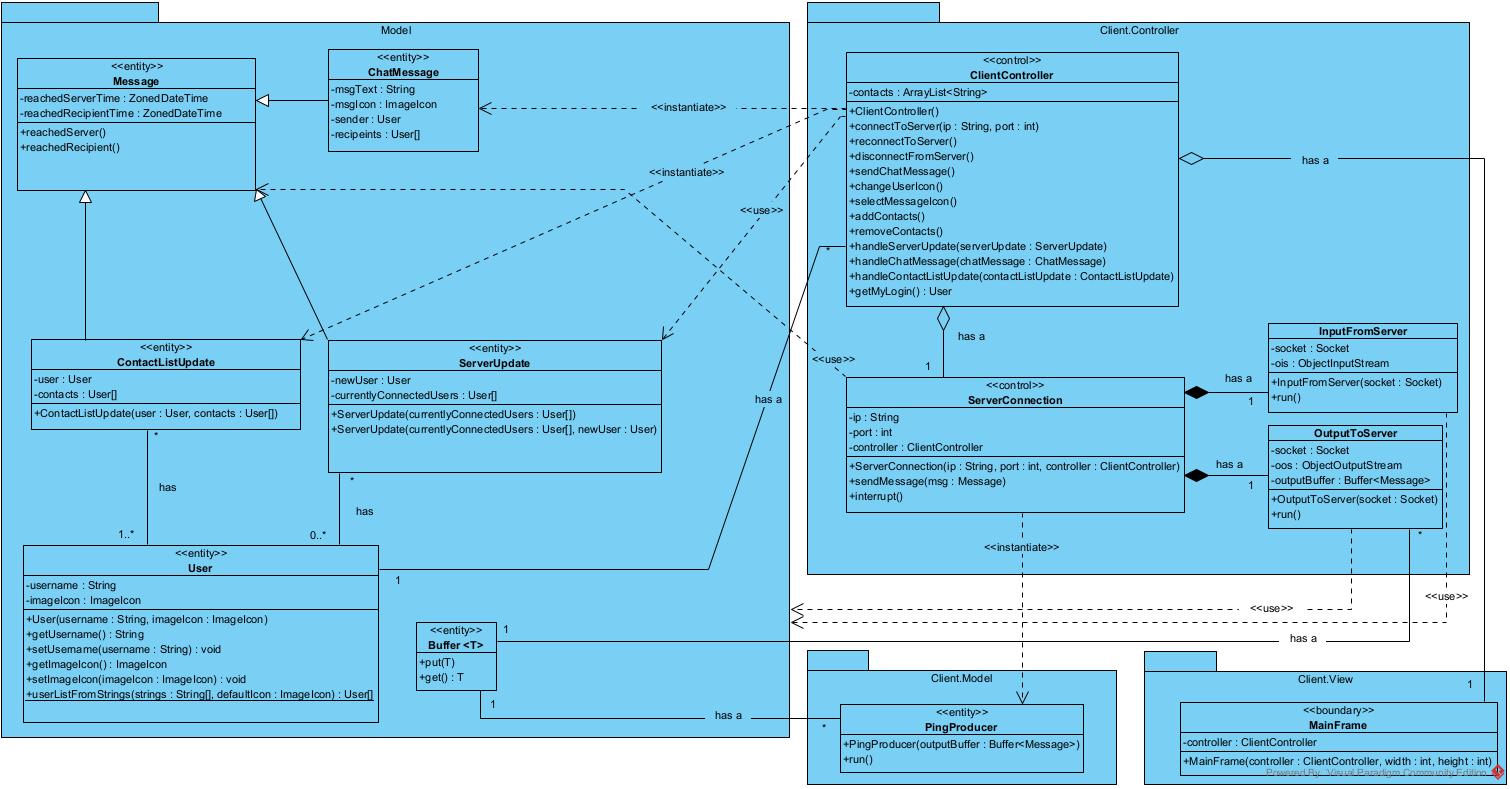 Model
<<entity>>
Message
-reachedServerTime : ZonedDateTime
-reachedRecipientTime : ZonedDateTime
+reachedServer()
+reachedRecipient()
<<entity>>
ChatMessage
-msgText : String
-msgIcon : ImageIcon
-sender : User
-recipeints : User[]
<<instantiate>>
<<instantiate>>
<<use>>
<<use>>
<<entity>>
ContactListUpdate
-user : User
-contacts : User[]
+ContactListUpdate(user : User, contacts : User[])
<<entity>>
ServerUpdate
-newUser : User
-currentlyConnectedUsers : User[]
+ServerUpdate(currentlyConnectedUsers : User[])
+ServerUpdate(currentlyConnectedUsers : User[], newUser : User)
*
has
1..*
*
has
0..*
<<entity>>
User
-username : String
-imageIcon : ImageIcon
+User(username : String, imageIcon : ImageIcon)
+getUsername() : String
+setUsername(username : String) : void
+getImageIcon() : ImageIcon
+setImageIcon(imageIcon : ImageIcon) : void
+userListFromStrings(strings : String[], defaultIcon : ImageIcon) : User[]
1
has a
*
<<entity>>
Buffer <T>
+put(T)
+get() : T
1
1
has a
*
Client.Controller
<<control>>
ClientController
-contacts : ArrayList<String>
+ClientController()
+connectToServer(ip : String, port : int)
+reconnectToServer()
+disconnectFromServer()
+sendChatMessage()
+changeUserIcon()
+selectMessageIcon()
+addContacts()
+removeContacts()
+handleServerUpdate(serverUpdate : ServerUpdate)
+handleChatMessage(chatMessage : ChatMessage)
+handleContactListUpdate(contactListUpdate : ContactListUpdate)
+getMyLogin() : User
has a
has a
1
<<control>>
ServerConnection
-ip : String
-port : int
-controller : ClientController
+ServerConnection(ip : String, port : int, controller : ClientController)
+sendMessage(msg : Message)
+interrupt()
has a
1
has a
1
InputFromServer
-socket : Socket
-ois : ObjectInputStream
+InputFromServer(socket : Socket)
+run()
OutputToServer
-socket : Socket
-oos : ObjectOutputStream
-outputBuffer : Buffer<Message>
+OutputToServer(socket : Socket)
+run()
*
<<instantiate>>
<<use>>
<<use>>
has a
Client.Model
<<entity>>
PingProducer
+PingProducer(outputBuffer : Buffer<Message>)
+run()
Client.View
1
<<boundary>>
MainFrame
-controller : ClientController
+MainFrame(controller : ClientController, width : int, height : int)
Powered By: Visual Paradigm Community Edition